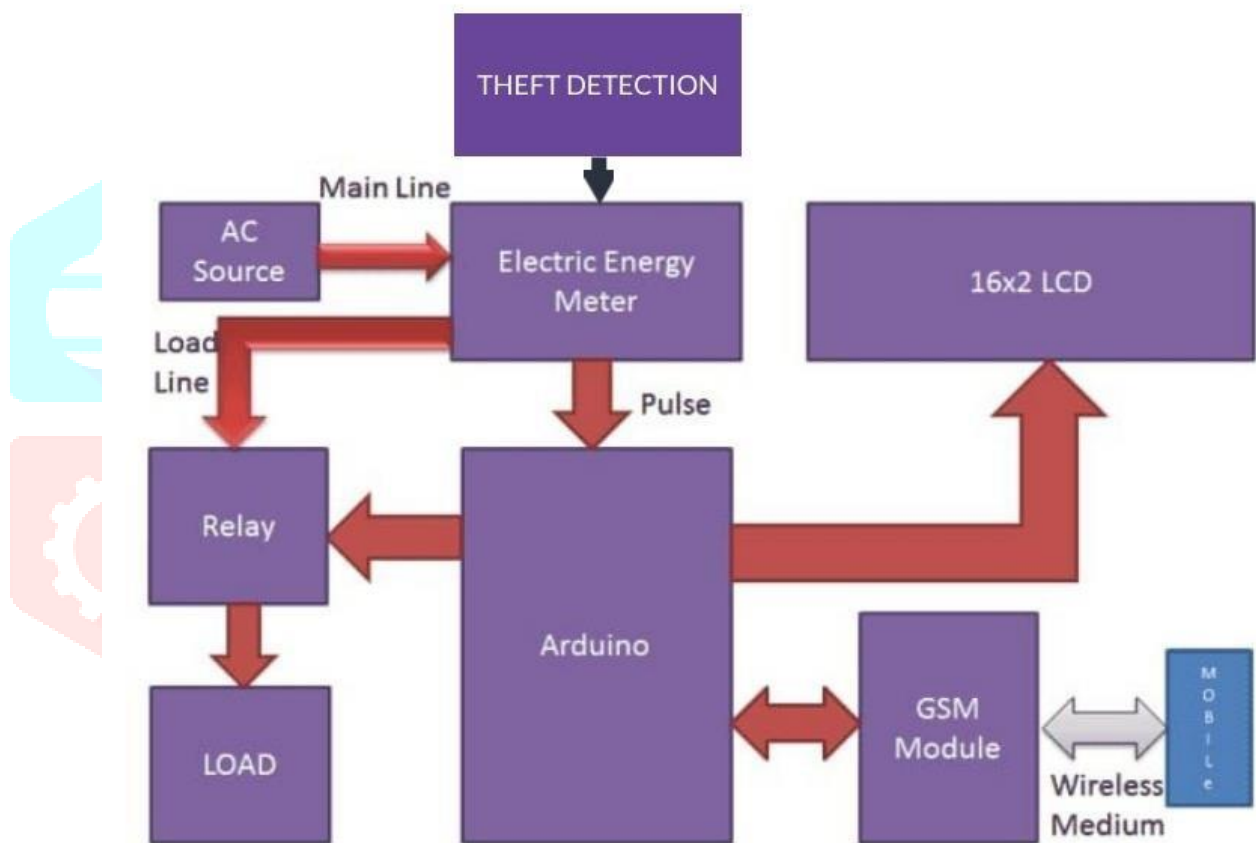 THEFT DETECTION
Main Line
AC
Source
Electric Energy
Meter
16x2 LCD
Load
Line
Pulse
Relay
Arduino
LOAD
GSM
Module
MOBILe
Wireless
Medium